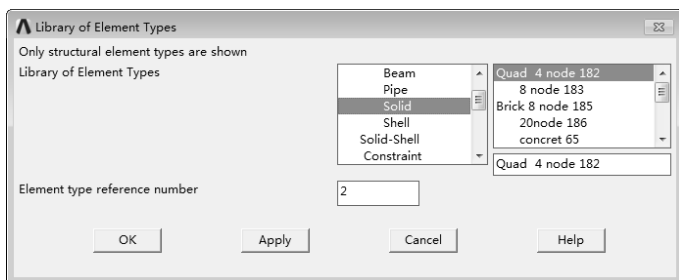 Library of Element Types
Only structural element types are shown
Library of Element Types
Beam
Pipe
Solid
Shell
Solid-Shell
Constraint
Quad 4 node 182
8 node 183
Brick 8 node 185
20node 186
concret 65
Quad 4 node 182
Element type reference number
2
OK
Apply
Cancel
Help